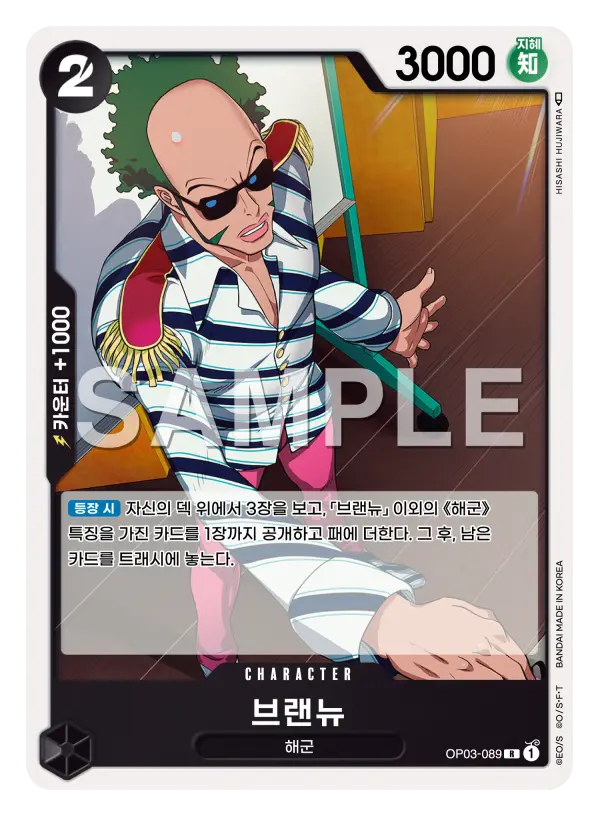 2
3000
지혜
知
HISASHI HUJIWARA
카운터 +1000
SAMPLE
등장 시 자신의 덱 위에서 3장을 보고, 「브랜뉴」 이외의 《해군》
특징을 가진 카드를 1장까지 공개하고 패에 더한다. 그 후, 남은
카드를 트래시에 놓는다.
CHARACTER
브랜뉴
해군
OP03-089 R 1
©E.O/S ©O/S·F·T BANDAI MADE IN KOREA